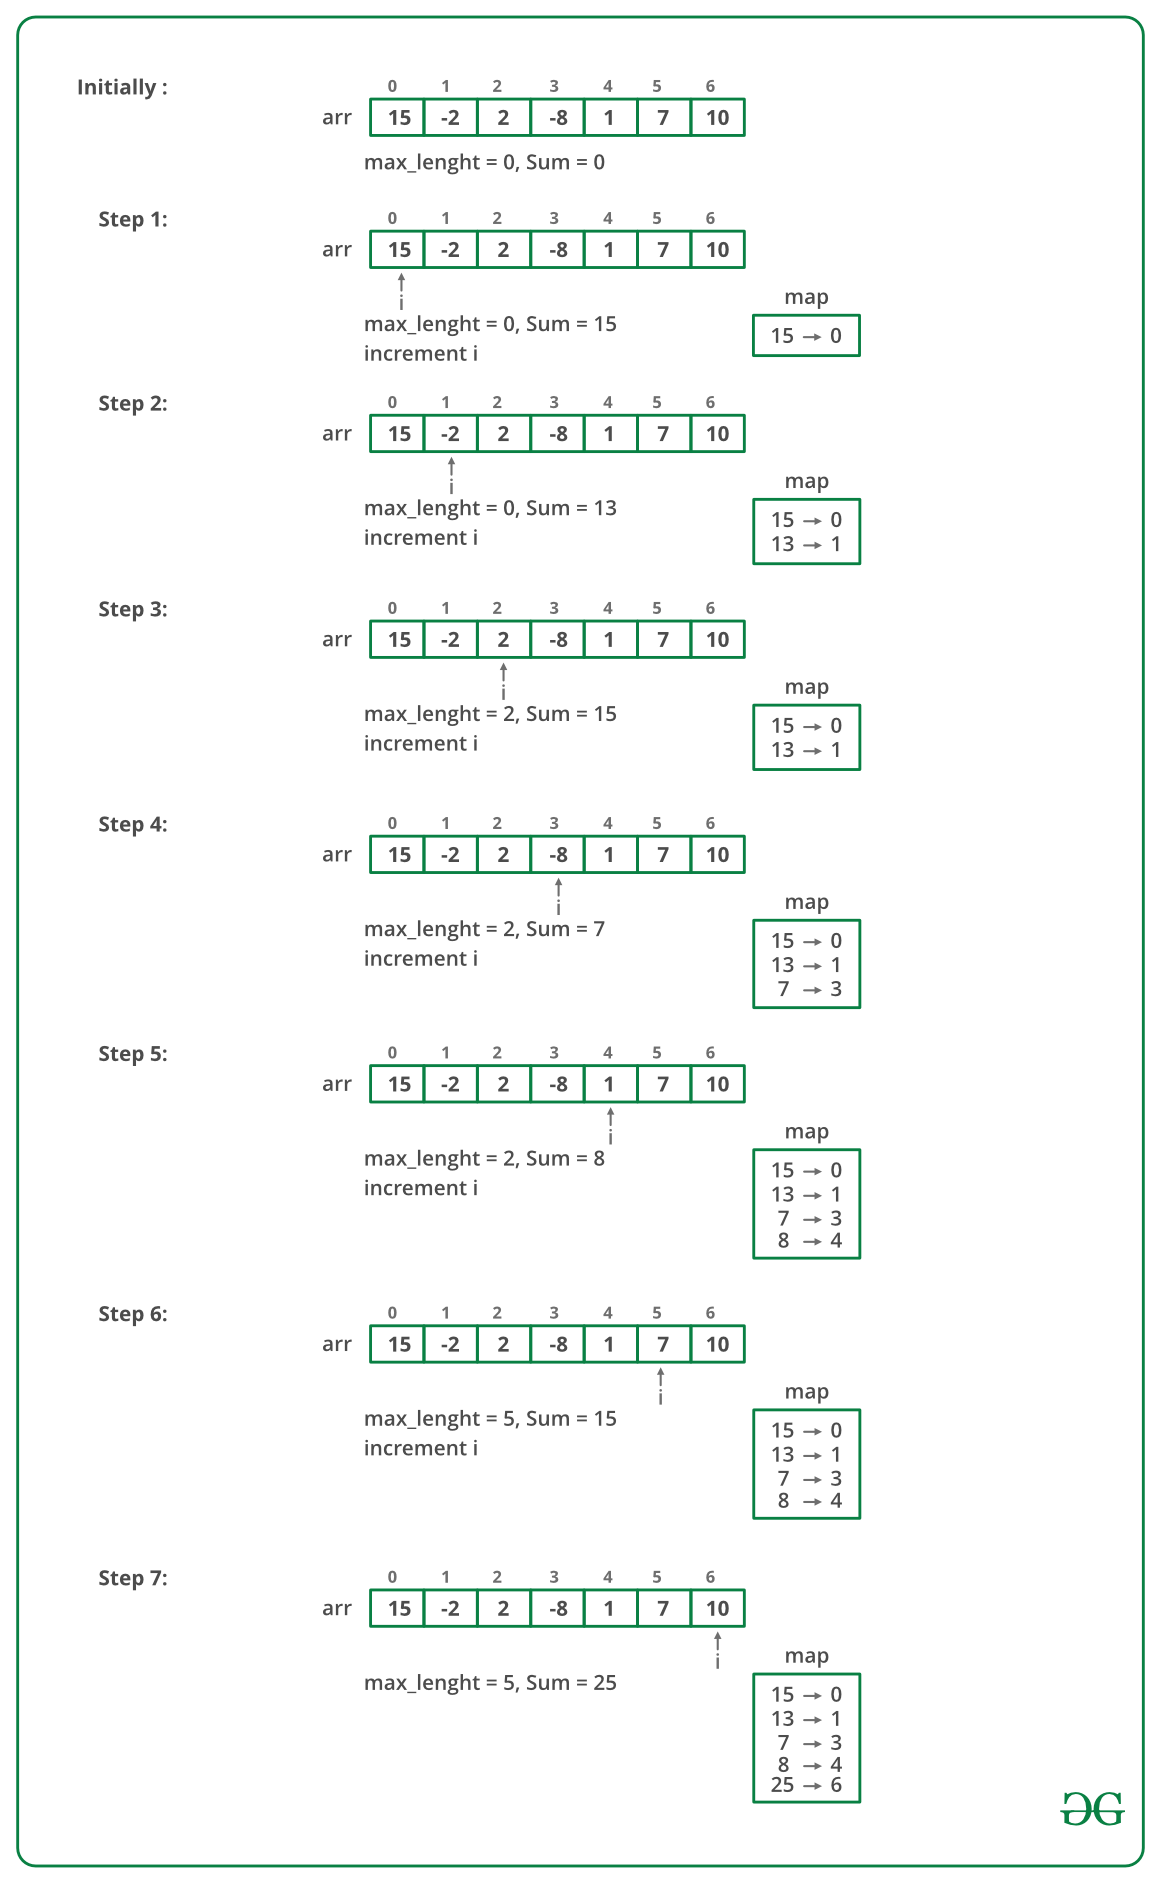 Initially :
0 1 2 3 4 5 6
arr 15 -2 2 -8 1 7 10
max_lenght = 0, Sum = 0
Step 1:
0 1 2 3 4 5 6
arr 15 -2 2 -8 1 7 10
i
max_lenght = 0, Sum = 15
increment i
map
15 → 0
Step 2:
0 1 2 3 4 5 6
arr 15 -2 2 -8 1 7 10
i
max_lenght = 0, Sum = 13
increment i
map
15 → 0
13 → 1
Step 3:
0 1 2 3 4 5 6
arr 15 -2 2 -8 1 7 10
i
max_lenght = 2, Sum = 15
increment i
map
15 → 0
13 → 1
Step 4:
0 1 2 3 4 5 6
arr 15 -2 2 -8 1 7 10
i
max_lenght = 2, Sum = 7
increment i
map
15 → 0
13 → 1
7 → 3
Step 5:
0 1 2 3 4 5 6
arr 15 -2 2 -8 1 7 10
i
max_lenght = 2, Sum = 8
increment i
map
15 → 0
13 → 1
7 → 3
8 → 4
Step 6:
0 1 2 3 4 5 6
arr 15 -2 2 -8 1 7 10
i
max_lenght = 5, Sum = 15
increment i
map
15 → 0
13 → 1
7 → 3
8 → 4
Step 7:
0 1 2 3 4 5 6
arr 15 -2 2 -8 1 7 10
i
max_lenght = 5, Sum = 25
map
15 → 0
13 → 1
7 → 3
8 → 4
25 → 6